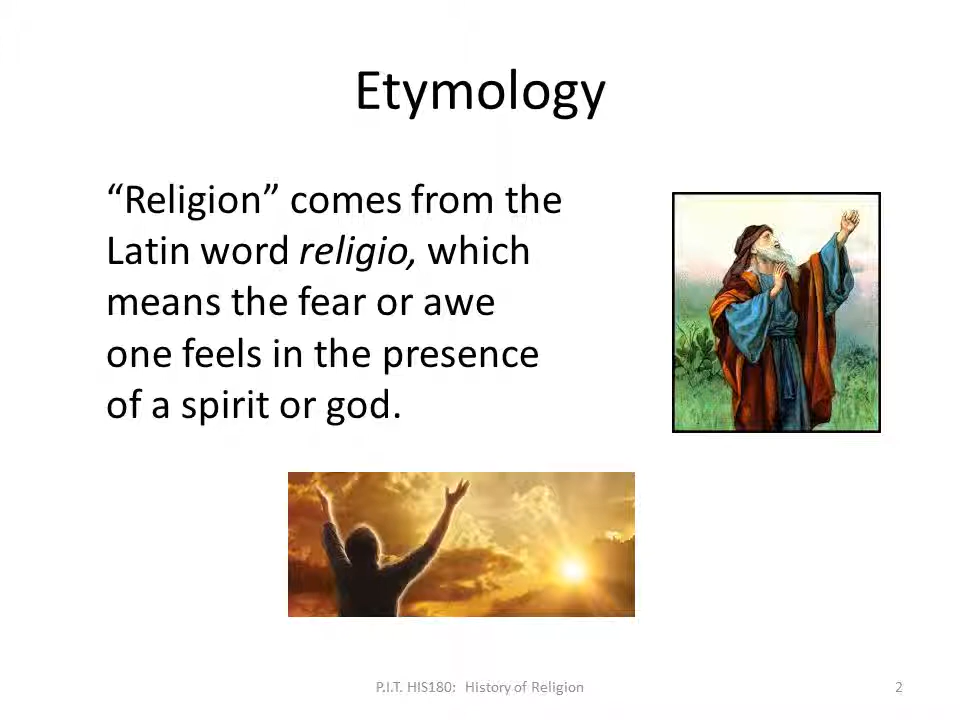 Etymology
“Religion” comes from the
Latin word religio, which
means the fear or awe
one feels in the presence
of a spirit or god.
P.I.T. HIS180: History of Religion
2